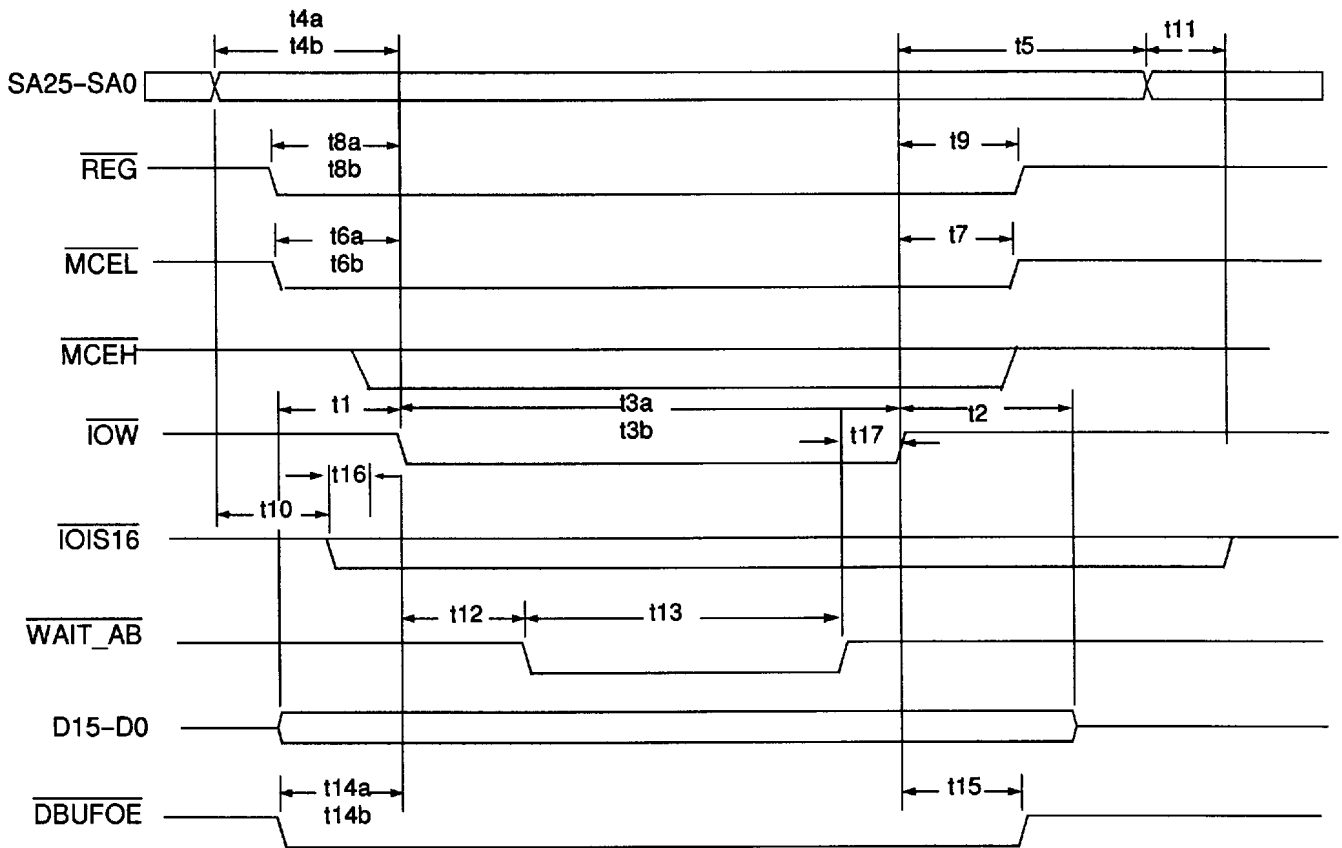 t4a
t4b
t5
t11
SA25-SA0
t8a
t8b
t9
REG
t6a
t6b
t7
MCEL
MCEH
t1
t3a
t3b
t2
IOW
t17
t16
t10
IOIS16
t12
t13
WAIT_AB
D15-D0
t14a
t14b
t15
DBUFOE